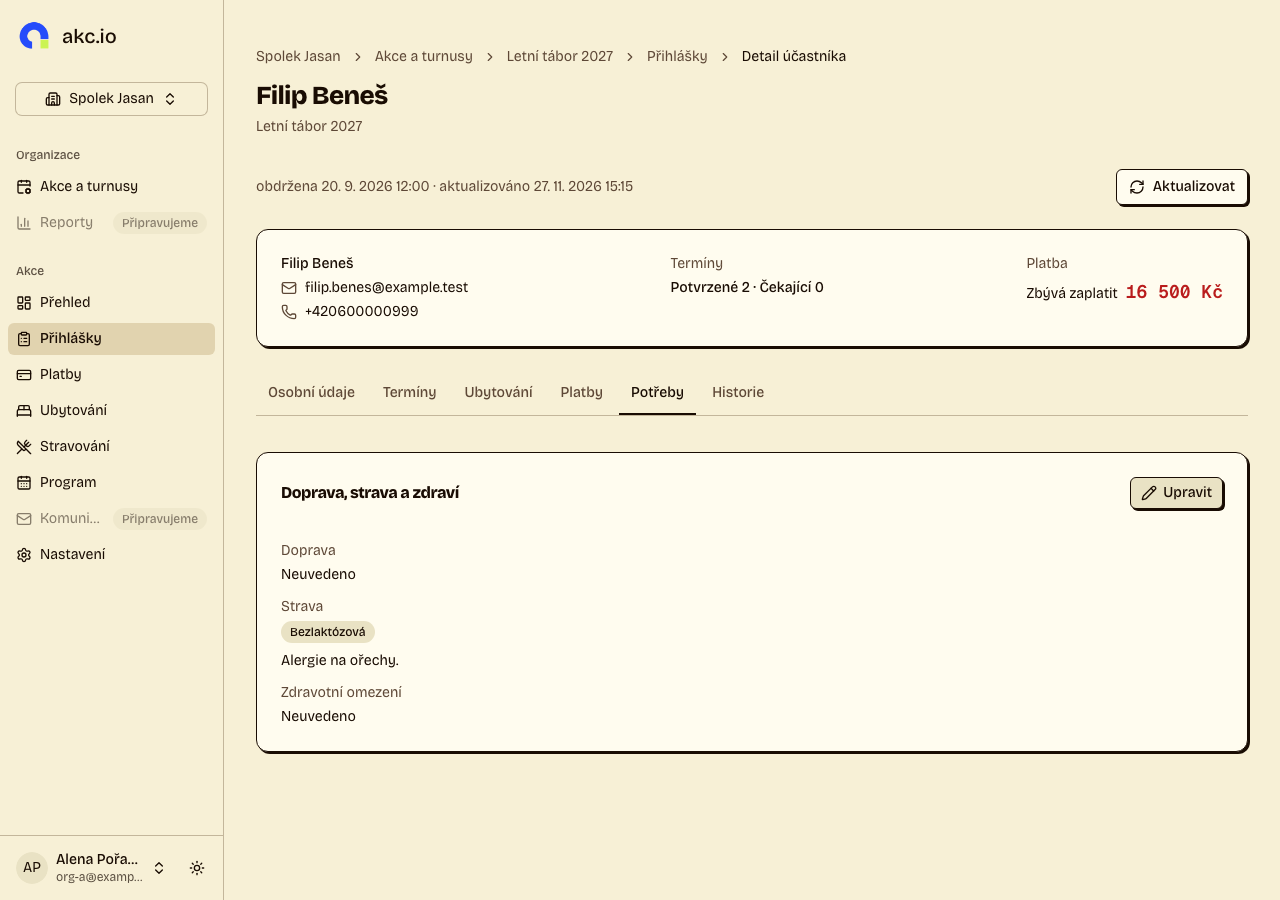 akc.io
Spolek Jasan
Organizace
Akce a turnusy
Reporty Připravujeme
Akce
Přehled
Přihlášky
Platby
Ubytování
Stravování
Program
Komuni... Připravujeme
Nastavení
AP
Alena Pořa...
org-a@examp...
Spolek Jasan > Akce a turnusy > Letní tábor 2027 > Přihlášky > Detail účastníka
Filip Beneš
Letní tábor 2027
obdržena 20. 9. 2026 12:00 · aktualizováno 27. 11. 2026 15:15
Aktualizovat
Filip Beneš
filip.benes@example.test
+420600000999
Termíny
Potvrzené 2 · Čekající 0
Platba
Zbývá zaplatit 16 500 Kč
Osobní údaje Termíny Ubytování Platby Potřeby Historie
Doprava, strava a zdraví
Upravit
Doprava
Neuvedeno
Strava
Bezlaktózová
Alergie na ořechy.
Zdravotní omezení
Neuvedeno